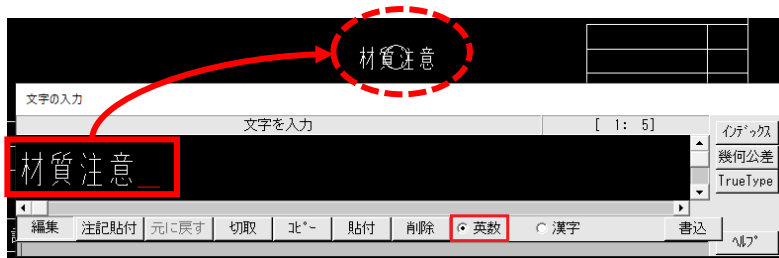 材質注意
文字の入力
文字を入力 [ 1: 5]
インデックス
材質注意
幾何公差
TrueType
編集 注記貼付 元に戻す 切取 コピー 貼付 削除 英数 漢字 書込
ヘルプ